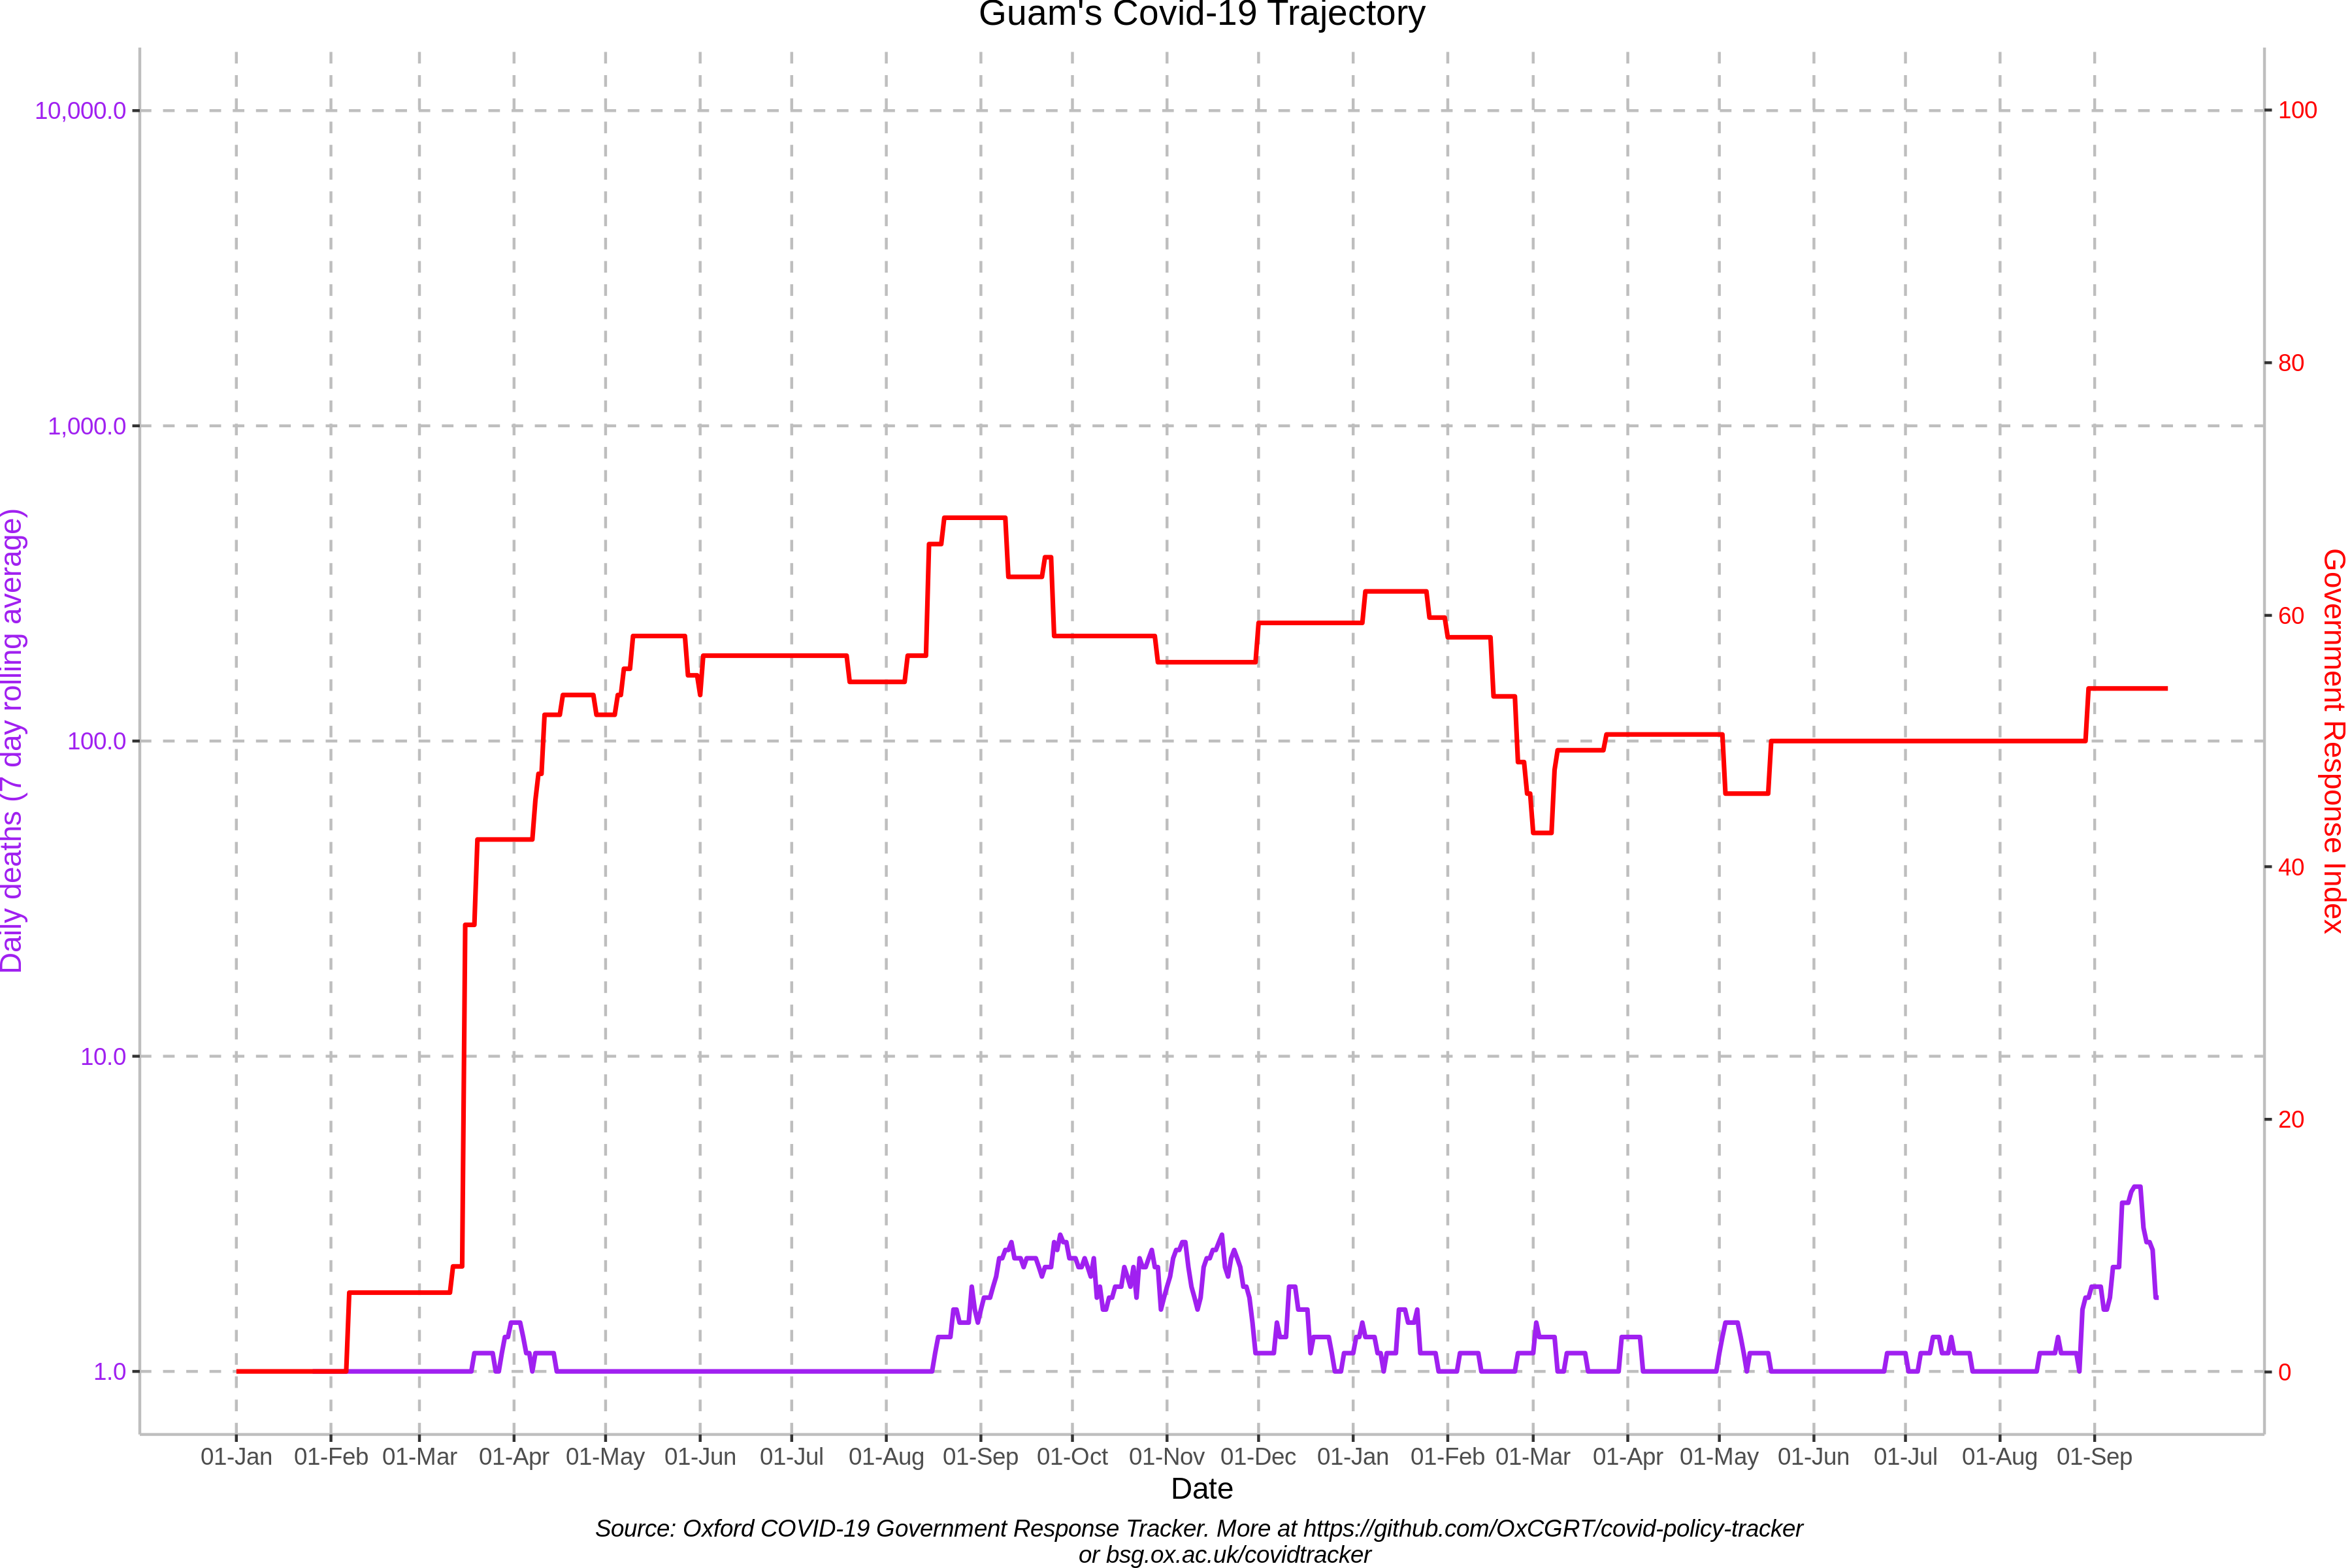 Guam's Covid-19 Trajectory
10,000.0
1,000.0
100.0
10.0
1.0
Daily deaths (7 day rolling average)
100
80
60
40
20
0
Government Response Index
01-Jan 01-Feb 01-Mar 01-Apr 01-May 01-Jun 01-Jul 01-Aug 01-Sep 01-Oct 01-Nov 01-Dec 01-Jan 01-Feb 01-Mar 01-Apr 01-May 01-Jun 01-Jul 01-Aug 01-Sep
Date
Source: Oxford COVID-19 Government Response Tracker. More at https://github.com/OxCGRT/covid-policy-tracker
or bsg.ox.ac.uk/covidtracker